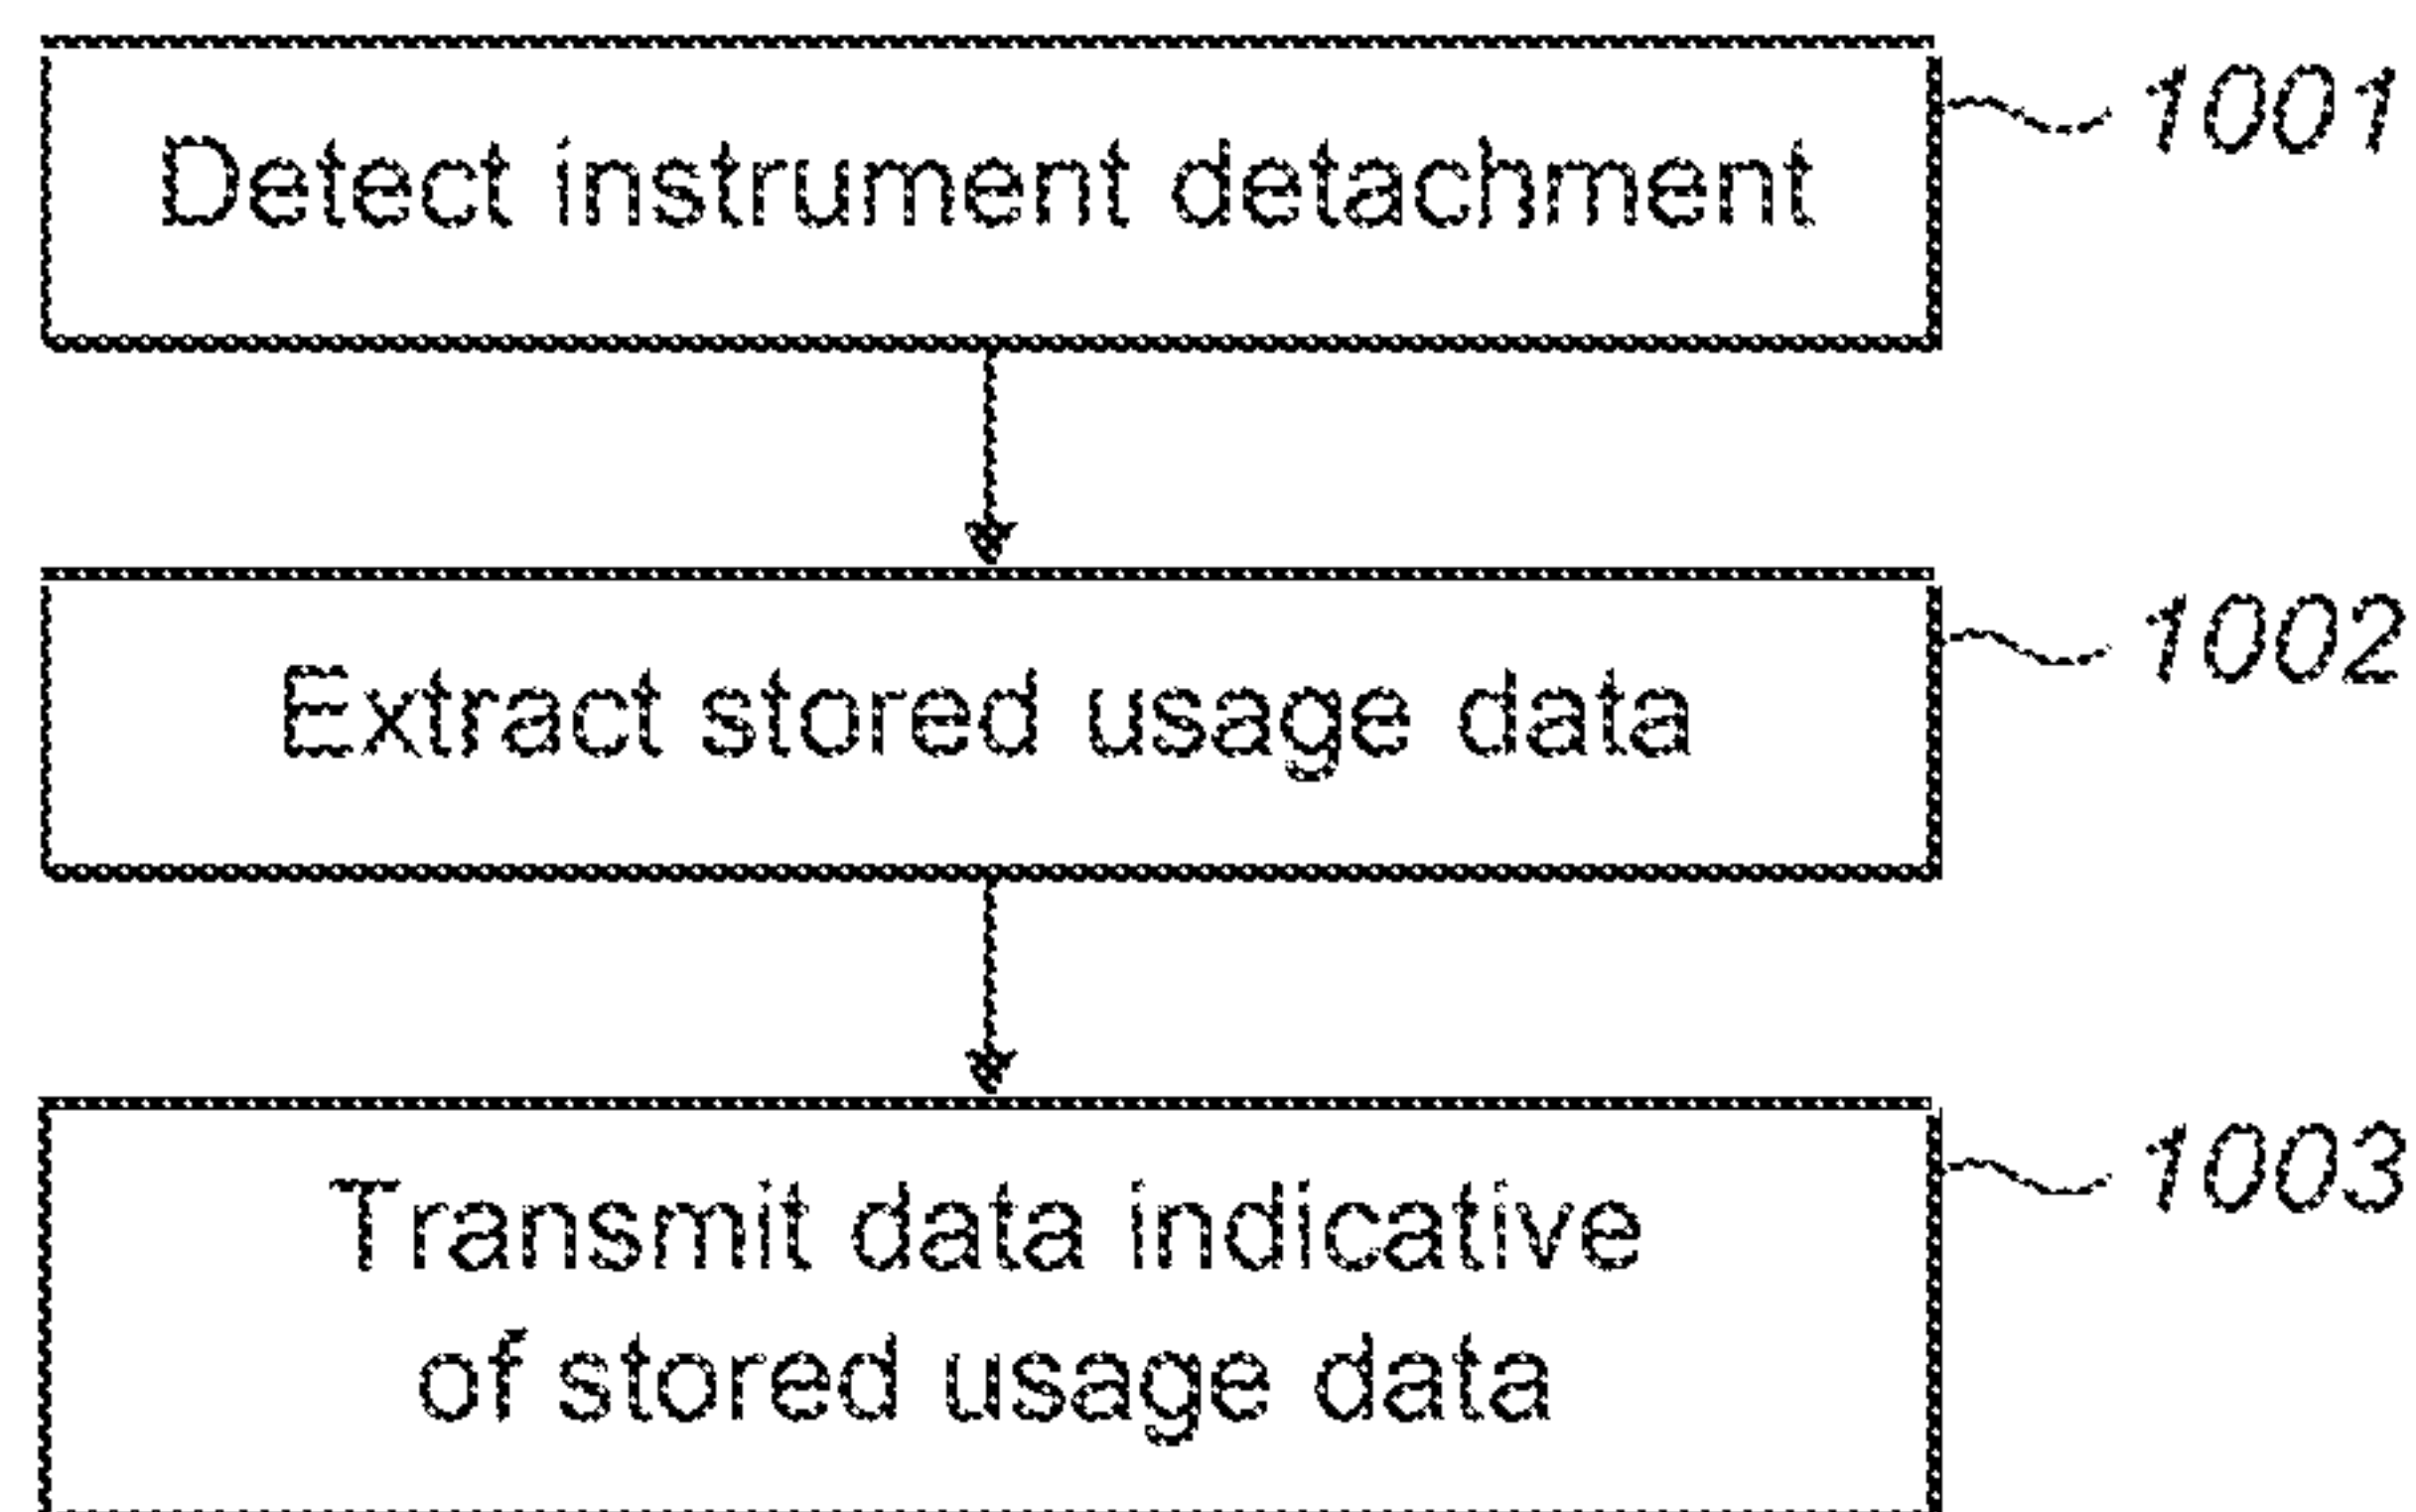 Detect instrument detachment 1001
Extract stored usage data 1002
Transmit data indicative 1003
of stored usage data